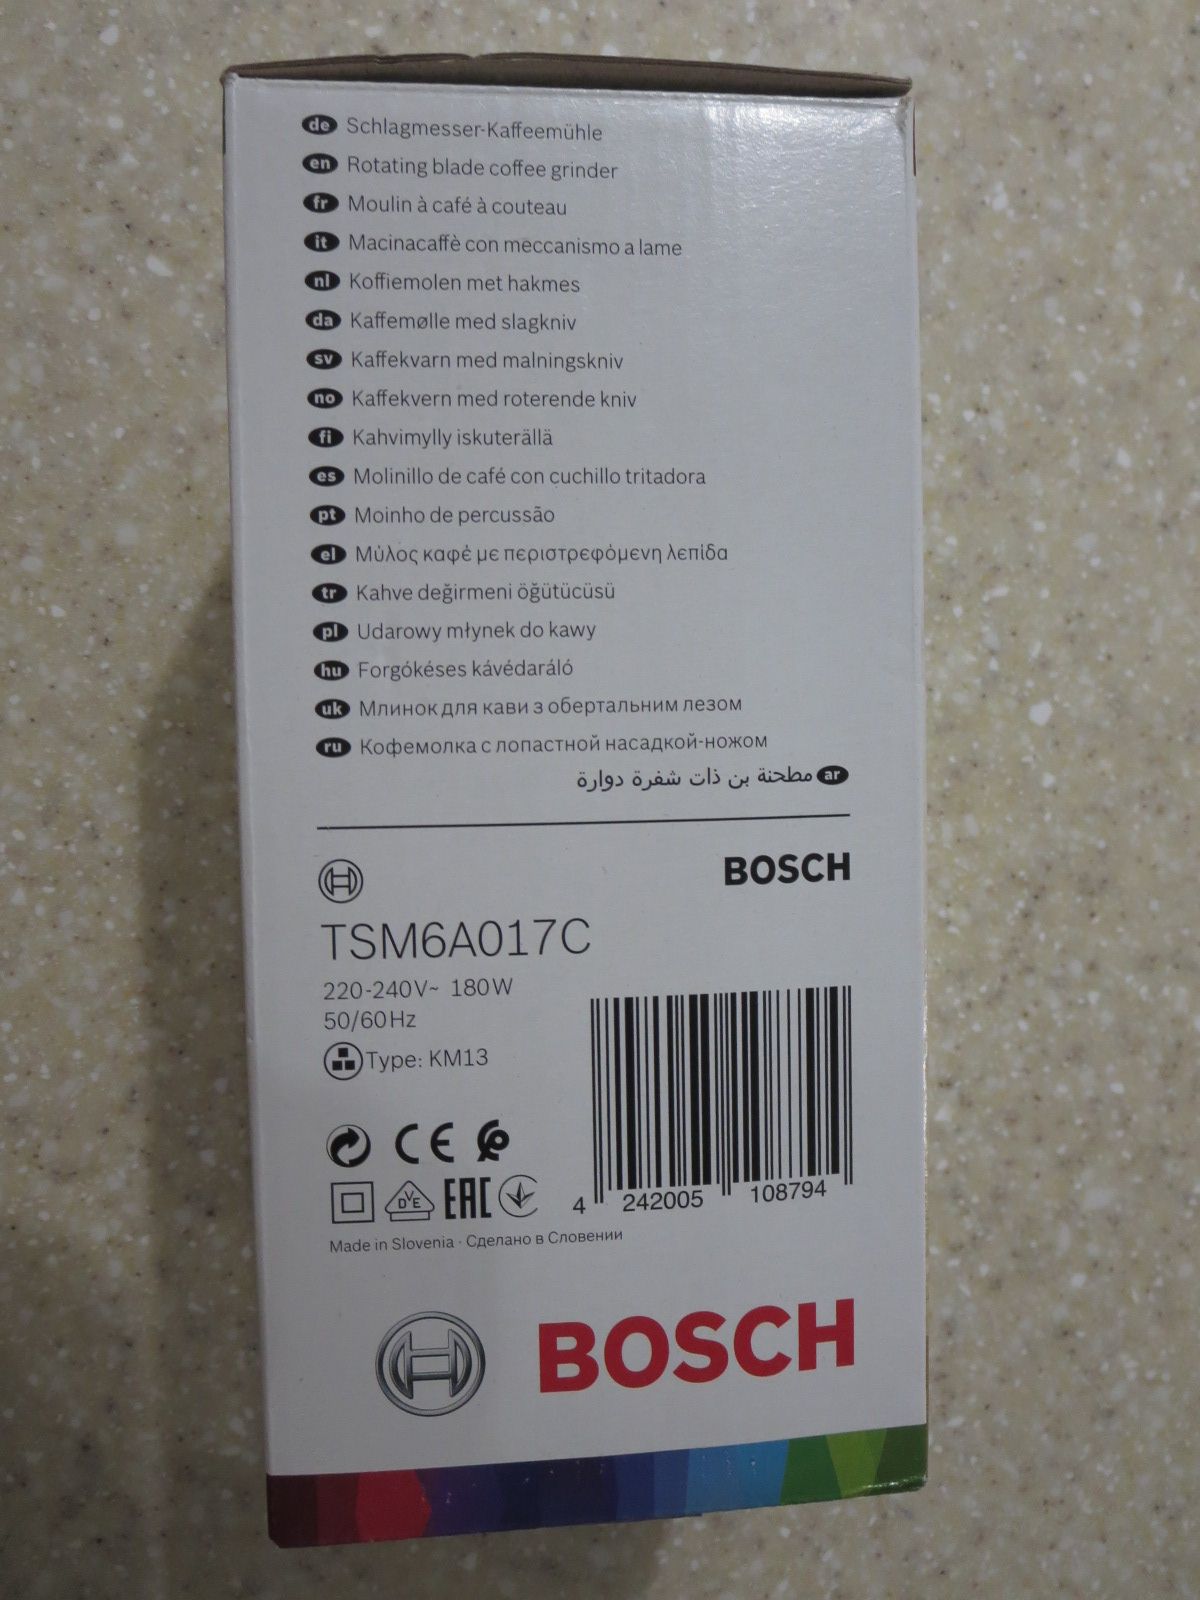 de Schlagmesser-Kaffeemühle
en Rotating blade coffee grinder
fr Moulin à café à couteau
it Macinacaffè con meccanismo a lame
nl Koffiemolen met hakmes
da Kaffemølle med slagkniv
sv Kaffekvarn med malningskniv
no Kaffekvern med roterende kniv
fi Kahvimylly iskuterällä
es Molinillo de café con cuchillo tritadora
pt Moinho de percussão
el Μύλος καφέ με περιστρεφόμενη λεπίδα
tr Kahve değirmeni öğütücüsü
pl Udarowy młynek do kawy
hu Forgókéses kávédaráló
uk Млинок для кави з обертальним лезом
ru Кофемолка с лопастной насадкой-ножом
ar مطحنة بن ذات شفرة دوارة
BOSCH
TSM6A017C
220-240V~ 180W
50/60Hz
Type: KM13
CE
DVE EAC
4 242005 108794
Made in Slovenia · Сделано в Словении
BOSCH